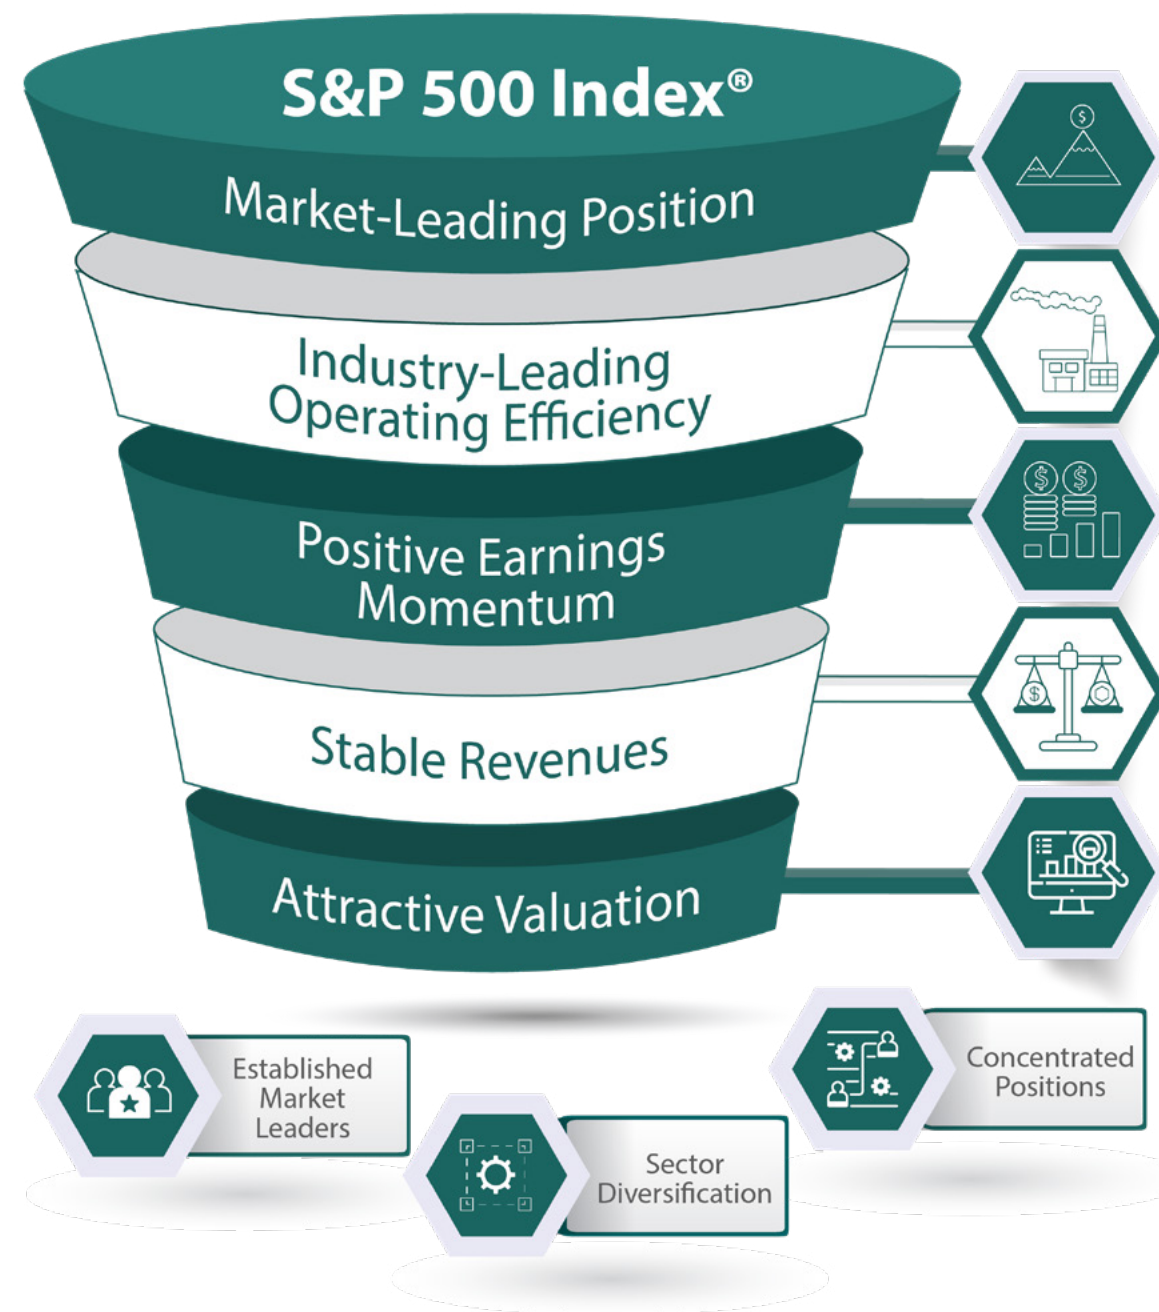 S&P 500 Index®
Market-Leading Position
Industry-Leading
Operating Efficiency
Positive Earnings
Momentum
Stable Revenues
Attractive Valuation
Established
Market
Leaders
Sector
Diversification
Concentrated
Positions